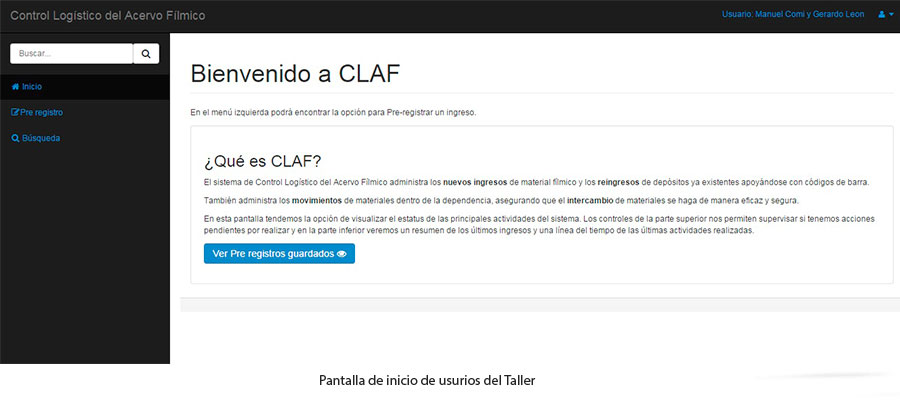 Control Logístico del Acervo Fílmico
Usuario: Manuel Comi y Gerardo Leon
Buscar...
Inicio
Pre registro
Búsqueda
Bienvenido a CLAF
En el menú izquierda podrá encontrar la opción para Pre-registrar un ingreso.
¿Qué es CLAF?
El sistema de Control Logístico del Acervo Fílmico administra los nuevos ingresos de material fílmico y los reingresos de depósitos ya existentes apoyándose con códigos de barra.
También administra los movimientos de materiales dentro de la dependencia, asegurando que el intercambio de materiales se haga de manera eficaz y segura.
En esta pantalla tendemos la opción de visualizar el estatus de las principales actividades del sistema. Los controles de la parte superior nos permiten supervisar si tenemos acciones
pendientes por realizar y en la parte inferior veremos un resumen de los últimos ingresos y una línea del tiempo de las últimas actividades realizadas.
Ver Pre registros guardados
Pantalla de inicio de usurios del Taller